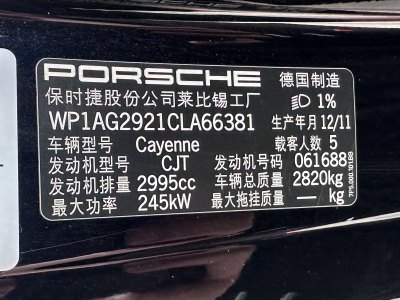 PORSCHE 德国制造
保时捷股份公司莱比锡工厂 1%
WP1AG2921CLA66381 生产年月 12/11
车辆型号 Cayenne 载客人数 5
发动机型号 CJT 发动机号码 061688
发动机排量 2995cc 车辆总质量 2820kg
最大功率 245kW 最大拖挂质量 — kg